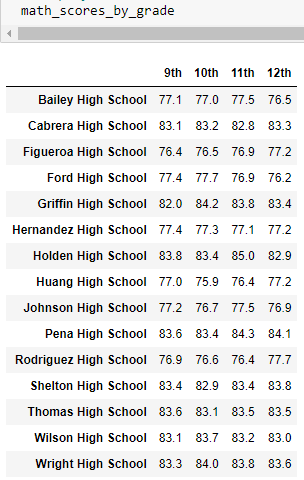 math_scores_by_grade
9th 10th 11th 12th
Bailey High School 77.1 77.0 77.5 76.5
Cabrera High School 83.1 83.2 82.8 83.3
Figueroa High School 76.4 76.5 76.9 77.2
Ford High School 77.4 77.7 76.9 76.2
Griffin High School 82.0 84.2 83.8 83.4
Hernandez High School 77.4 77.3 77.1 77.2
Holden High School 83.8 83.4 85.0 82.9
Huang High School 77.0 75.9 76.4 77.2
Johnson High School 77.2 76.7 77.5 76.9
Pena High School 83.6 83.4 84.3 84.1
Rodriguez High School 76.9 76.6 76.4 77.7
Shelton High School 83.4 82.9 83.4 83.8
Thomas High School 83.6 83.1 83.5 83.5
Wilson High School 83.1 83.7 83.2 83.0
Wright High School 83.3 84.0 83.8 83.6